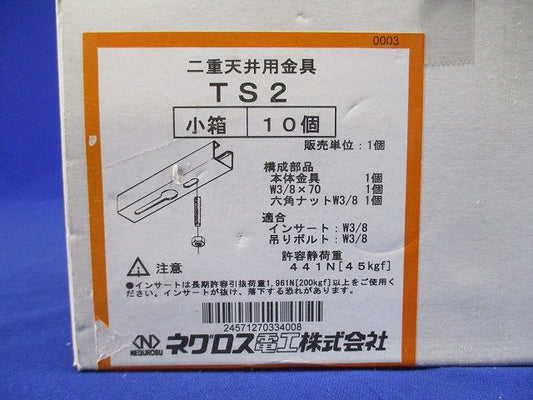 0003
二重天井用金具
TS2
小箱 10個
販売単位：1個
構成部品
本体金具 1個
W3/8×70 1個
六角ナットW3/8 1個
適合
インサート：W3/8
吊りボルト：W3/8
許容静荷重
441N[45kgf]
注意
●インサートは長期許容引抜荷重1,961N[200kgf]以上をご使用ください。インサートが抜け、落下する恐れがあります。
24571270334008
NEGUROSU
ネグロス電工株式会社